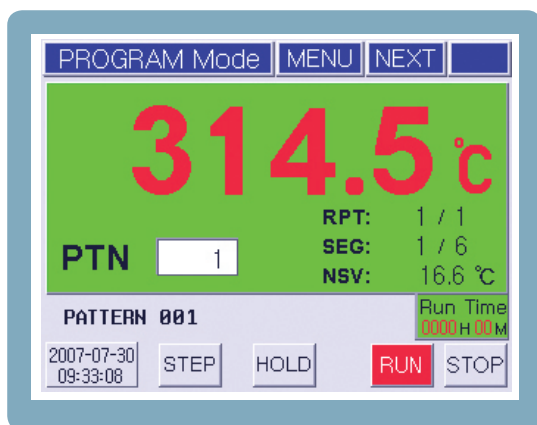 PROGRAM Mode MENU NEXT
314.5 °C
RPT: 1 / 1
PTN 1
SEG: 1 / 6
NSV: 16.6 °C
PATTERN 001
Run Time
0000 H 00 M
2007-07-30
09:33:08
STEP HOLD RUN STOP